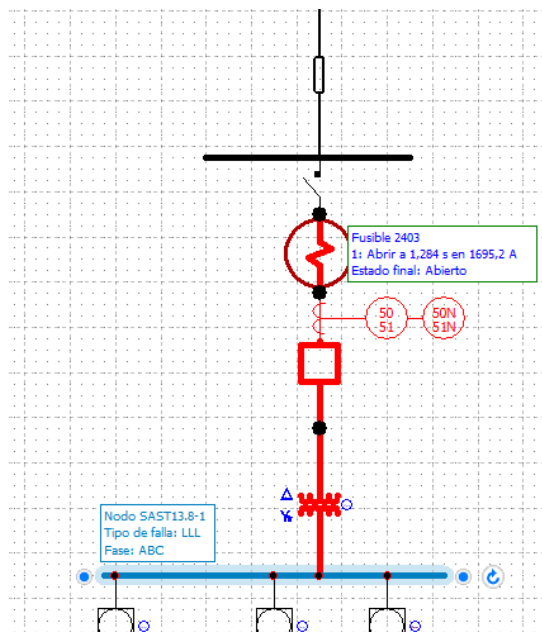 Fusible 2403
1: Abrir a 1,284 s en 1695,2 A
Estado final: Abierto
50
51
50N
51N
Δ
Nodo SAST13.8-1
Tipo de falla: LLL
Fase: ABC